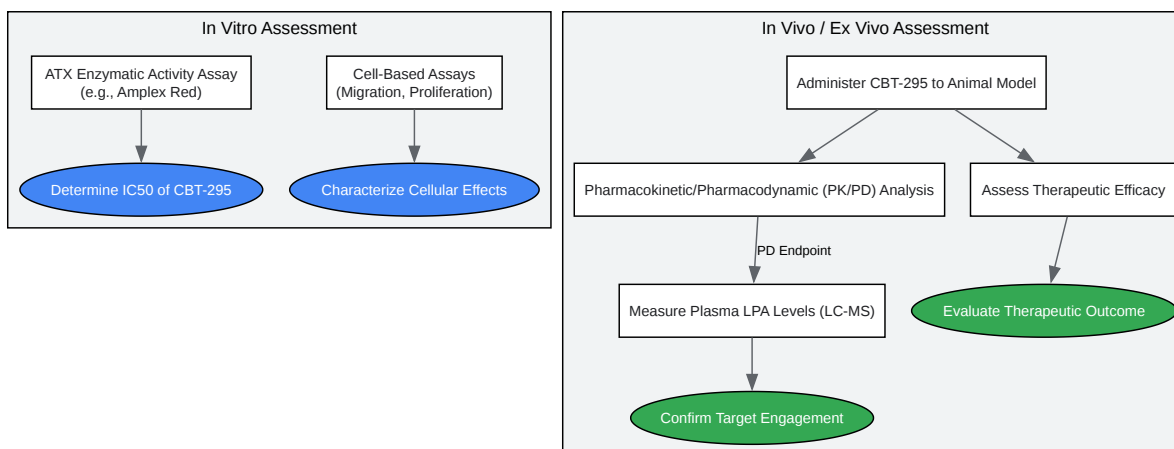 In Vitro Assessment
ATX Enzymatic Activity Assay
(e.g., Amplex Red)
Cell-Based Assays
(Migration, Proliferation)
Determine IC50 of CBT-295
Characterize Cellular Effects
In Vivo / Ex Vivo Assessment
Administer CBT-295 to Animal Model
Pharmacokinetic/Pharmacodynamic (PK/PD) Analysis
Assess Therapeutic Efficacy
PD Endpoint
Measure Plasma LPA Levels (LC-MS)
Evaluate Therapeutic Outcome
Confirm Target Engagement